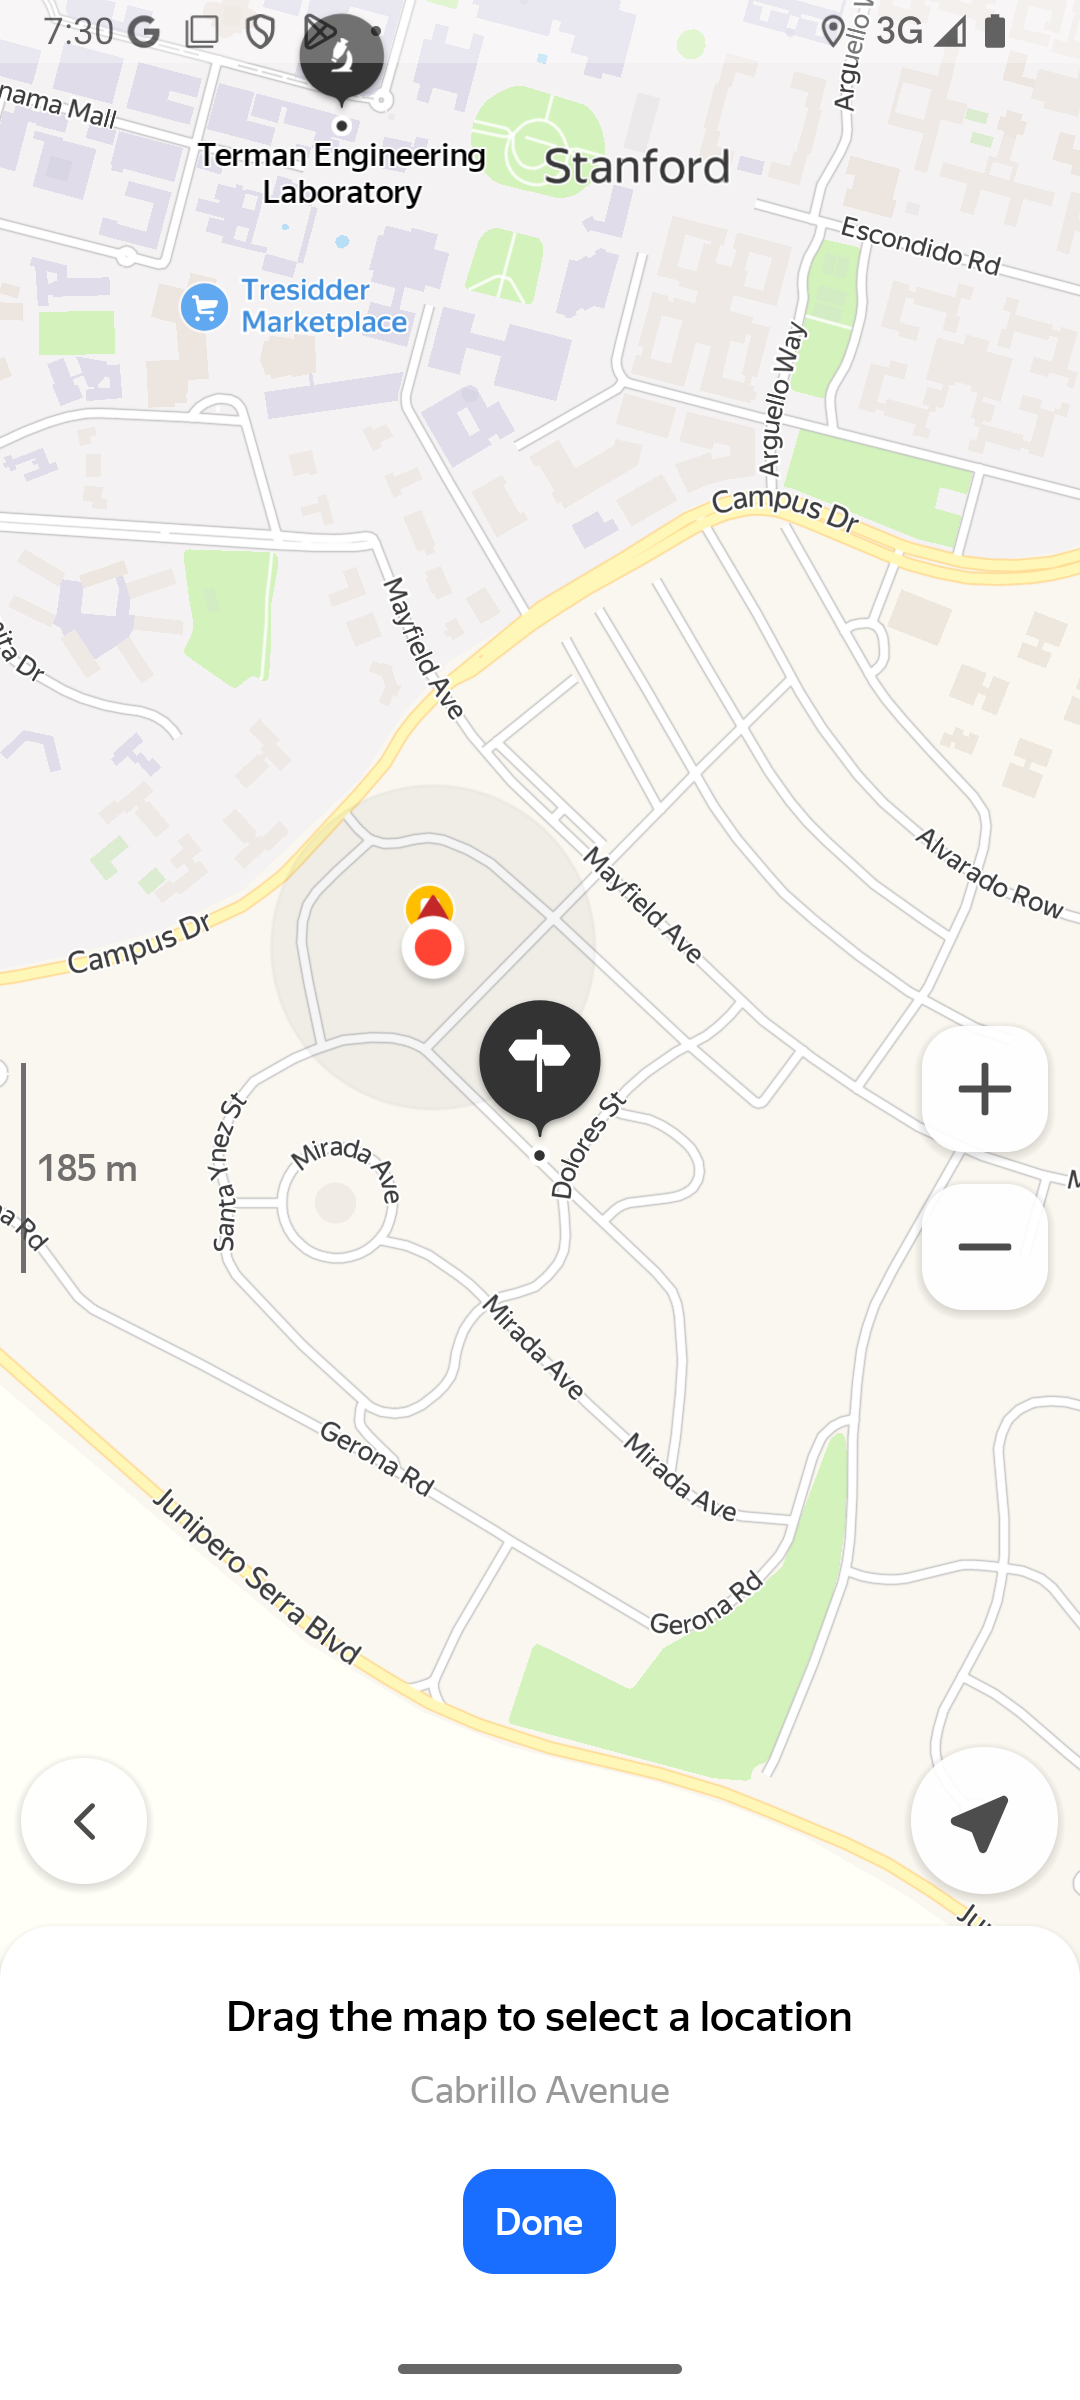 7:30
3G
Arguello W
nama Mall
Terman Engineering
Laboratory
Stanford
Escondido Rd
Tresidder
Marketplace
Arguello Way
Campus Dr
Mayfield Ave
ita Dr
Mayfield Ave
Alvarado Row
Campus Dr
Santa Ynez St
Mirada Ave
Dolores St
185 m
a Rd
M
Mirada Ave
Gerona Rd
Mirada Ave
Junipero Serra Blvd
Gerona Rd
Ju
Drag the map to select a location
Cabrillo Avenue
Done